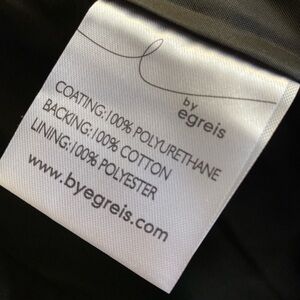 by
egreis
COATING:100% POLYURETHANE
BACKING:100% COTTON
LINING:100% POLYESTER
www.byegreis.com